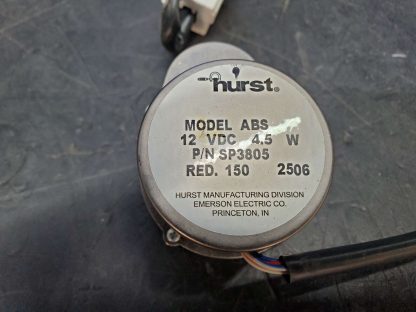 hurst®
MODEL ABS
12 VDC 4.5 W
P/N SP3805
RED. 150 2506
HURST MANUFACTURING DIVISION
EMERSON ELECTRIC CO.
PRINCETON, IN